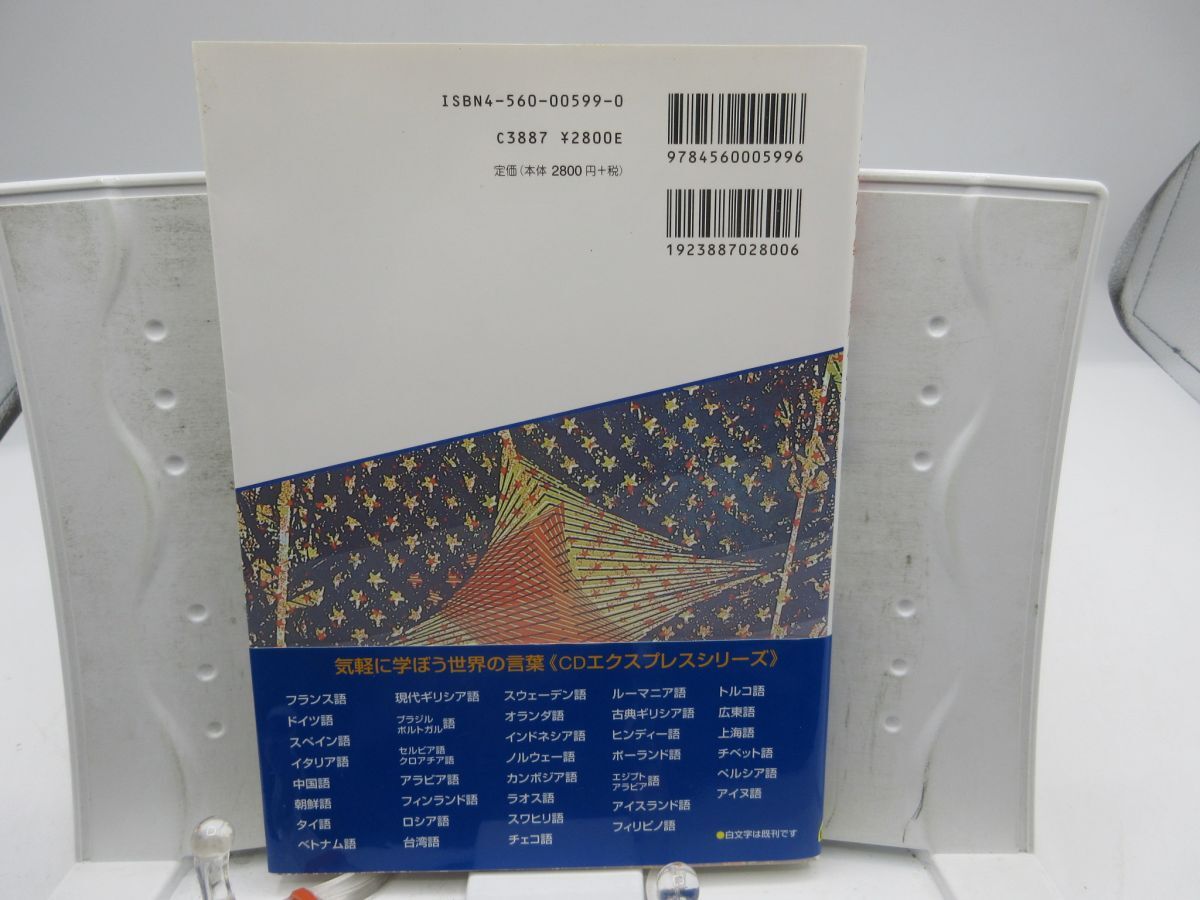 ISBN4-560-00599-0
C3887 ¥2800E
定価(本体 2800円+税)
9784560005996
1923887028006
気軽に学ぼう世界の言葉《CDエクスプレスシリーズ》
フランス語
ドイツ語
スペイン語
イタリア語
中国語
朝鮮語
タイ語
ベトナム語
現代ギリシア語
ブラジル
ポルトガル語
セルビア語
クロアチア語
アラビア語
フィンランド語
ロシア語
台湾語
スウェーデン語
オランダ語
インドネシア語
ノルウェー語
カンボジア語
ラオス語
スワヒリ語
チェコ語
ルーマニア語
古典ギリシア語
ヒンディー語
ポーランド語
エジプト
アラビア語
アイスランド語
フィリピノ語
トルコ語
広東語
上海語
チベット語
ペルシア語
アイヌ語
●白文字は既刊です